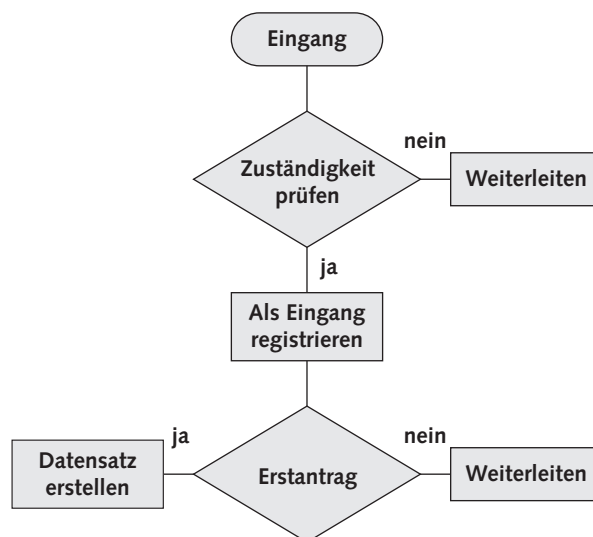 Eingang
nein
Zuständigkeit
prüfen
Weiterleiten
ja
Als Eingang
registrieren
ja
nein
Datensatz
erstellen
Erstantrag
Weiterleiten